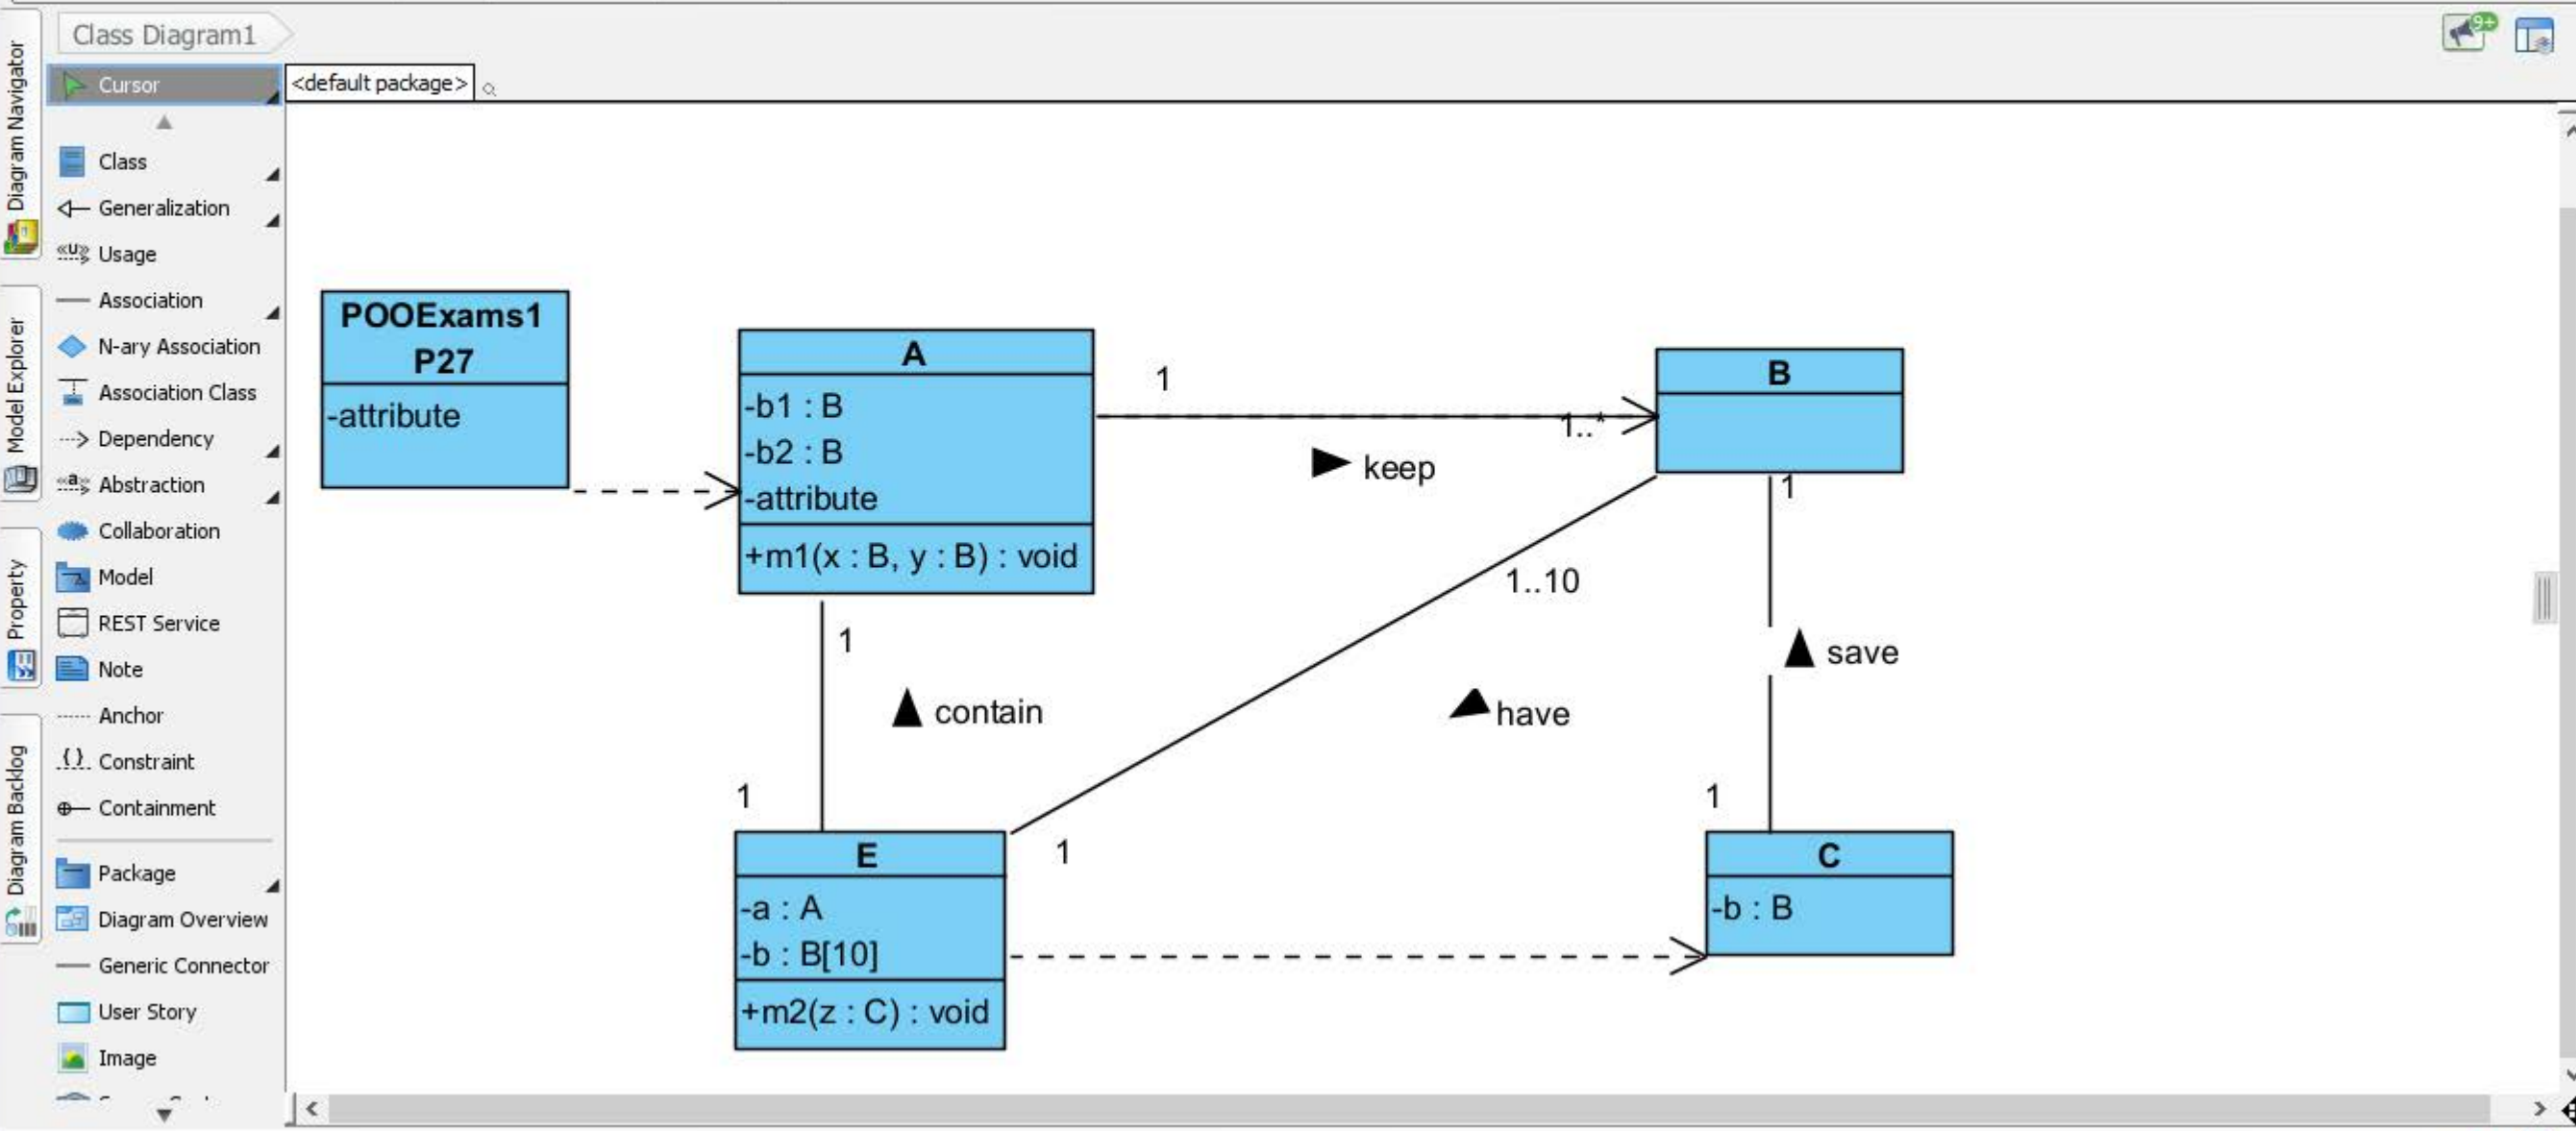 Class Diagram1
9+
Diagram Navigator
Model Explorer
Property
Diagram Backlog
Cursor
Class
Generalization
«U» Usage
Association
N-ary Association
Association Class
Dependency
«a» Abstraction
Collaboration
Model
REST Service
Note
Anchor
{} Constraint
Containment
Package
Diagram Overview
Generic Connector
User Story
Image
<default package>
POOExams1
P27
-attribute
A
-b1 : B
-b2 : B
-attribute
+m1(x : B, y : B) : void
1
1..*
keep
B
1
1..10
1
save
contain
have
1
1
1
E
-a : A
-b : B[10]
+m2(z : C) : void
C
-b : B